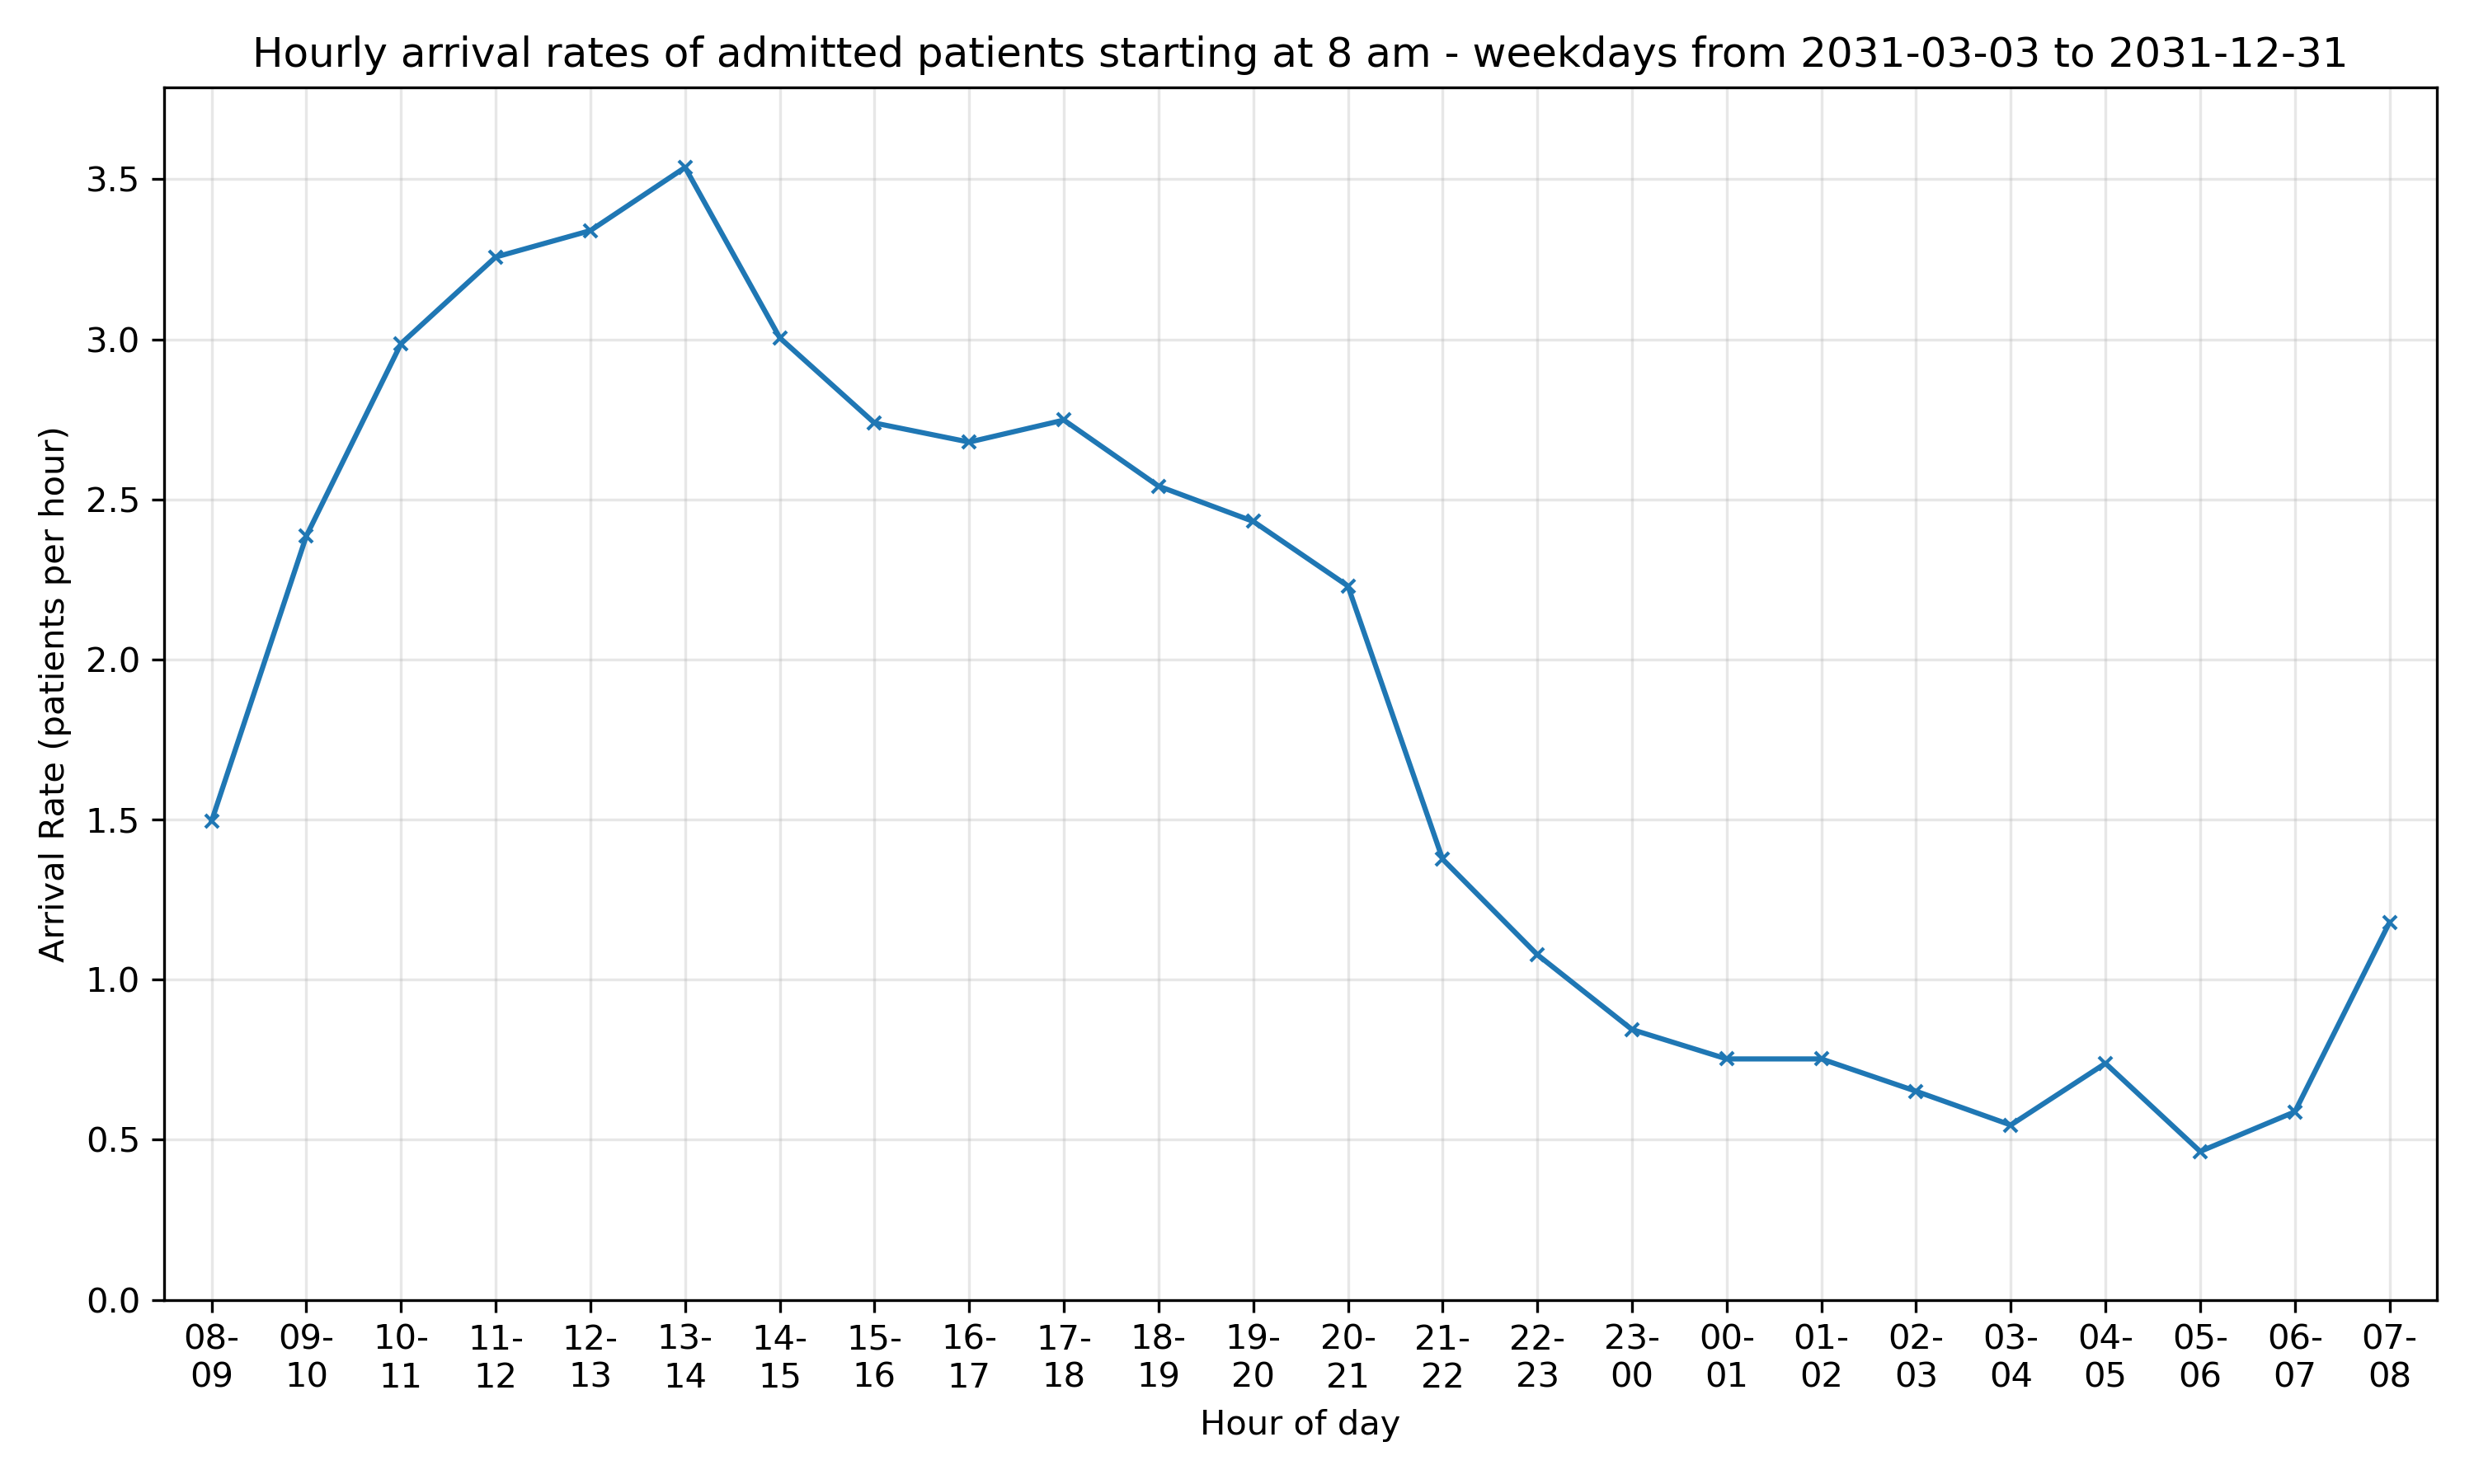 Hourly arrival rates of admitted patients starting at 8 am - weekdays from 2031-03-03 to 2031-12-31
Arrival Rate (patients per hour)
3.5
3.0
2.5
2.0
1.5
1.0
0.5
0.0
08- 09- 10- 11- 12- 13- 14- 15- 16- 17- 18- 19- 20- 21- 22- 23- 00- 01- 02- 03- 04- 05- 06- 07-
09 10 11 12 13 14 15 16 17 18 19 20 21 22 23 00 01 02 03 04 05 06 07 08
Hour of day